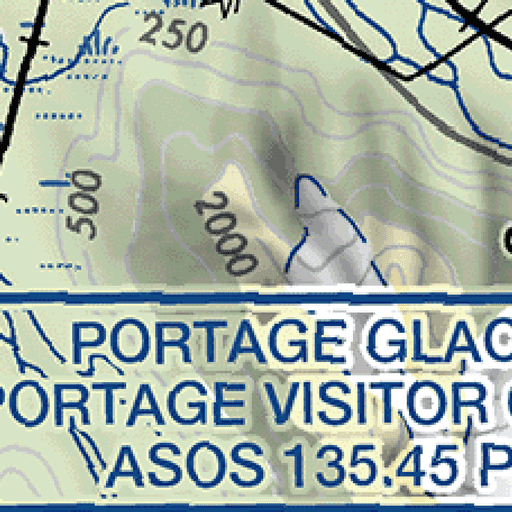 250
500
2000
PORTAGE GLAC
PORTAGE VISITOR
ASOS 135.45 P